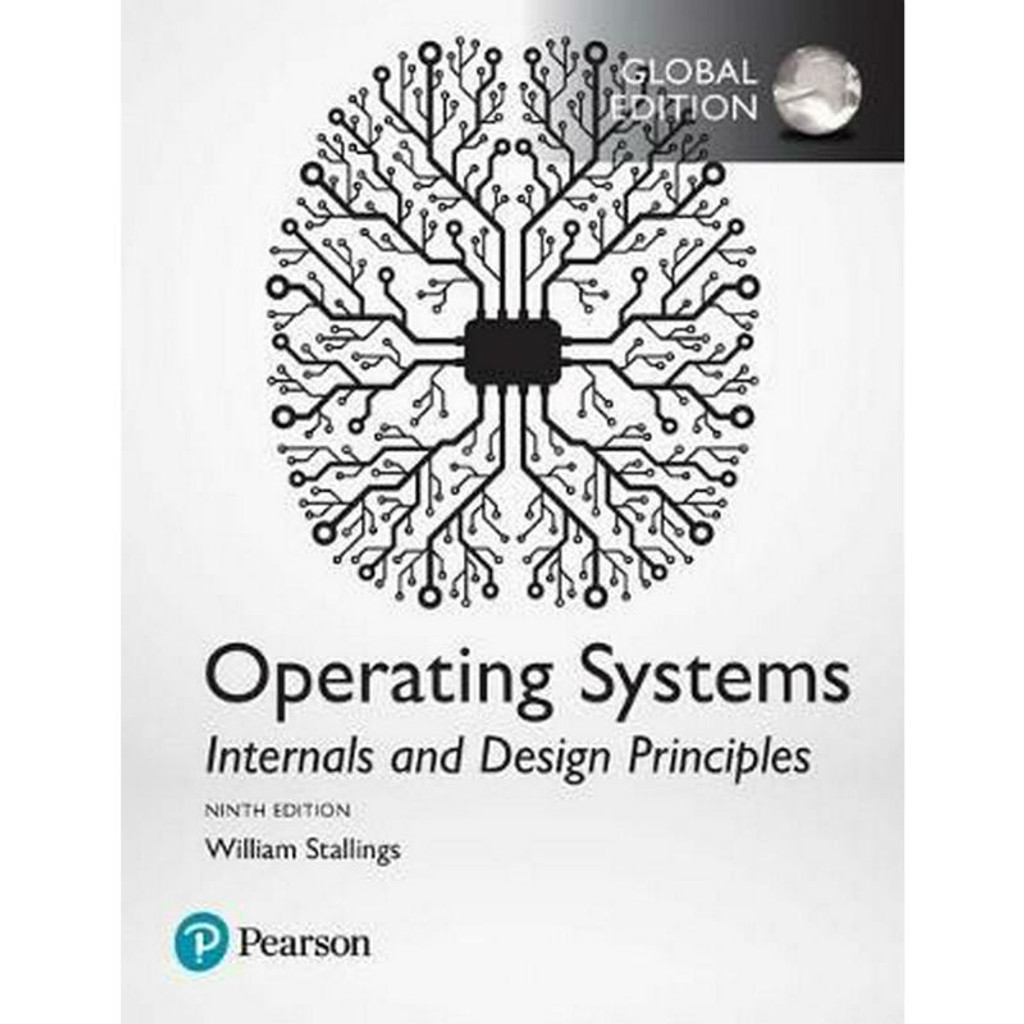 GLOBAL
EDITION
Operating Systems
Internals and Design Principles
NINTH EDITION
William Stallings
Pearson